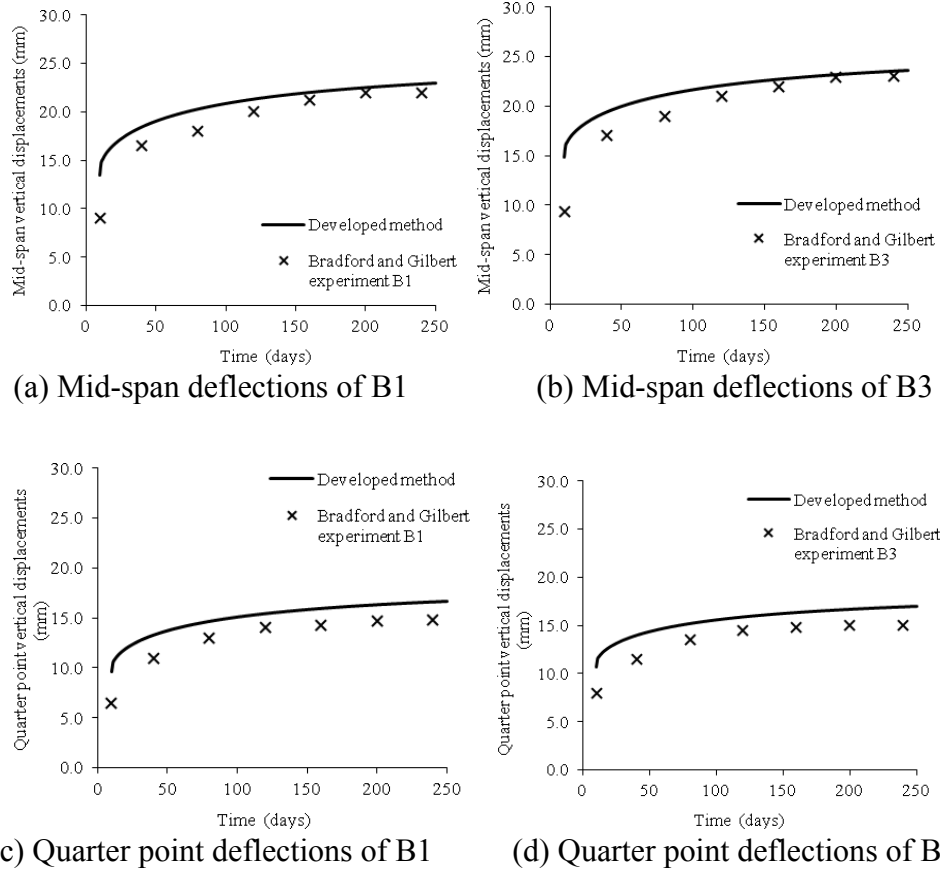 Mid-span vertical displacements (mm)
30.0
25.0
20.0
15.0
10.0
5.0
0.0
Developed method
Bradford and Gilbert
experiment B1
0 50 100 150 200 250
Time (days)
(a) Mid-span deflections of B1
Mid-span vertical displacements (mm)
30.0
25.0
20.0
15.0
10.0
5.0
0.0
Developed method
Bradford and Gilbert
experiment B3
0 50 100 150 200 250
Time (days)
(b) Mid-span deflections of B3
Quarter point vertical displacements
(mm)
30.0
25.0
20.0
15.0
10.0
5.0
0.0
Developed method
Bradford and Gilbert
experiment B1
0 50 100 150 200 250
Time (days)
c) Quarter point deflections of B1
Quarter point vertical displacements
(mm)
30.0
25.0
20.0
15.0
10.0
5.0
0.0
Developed method
Bradford and Gilbert
experiment B3
0 50 100 150 200 250
Time (days)
(d) Quarter point deflections of B